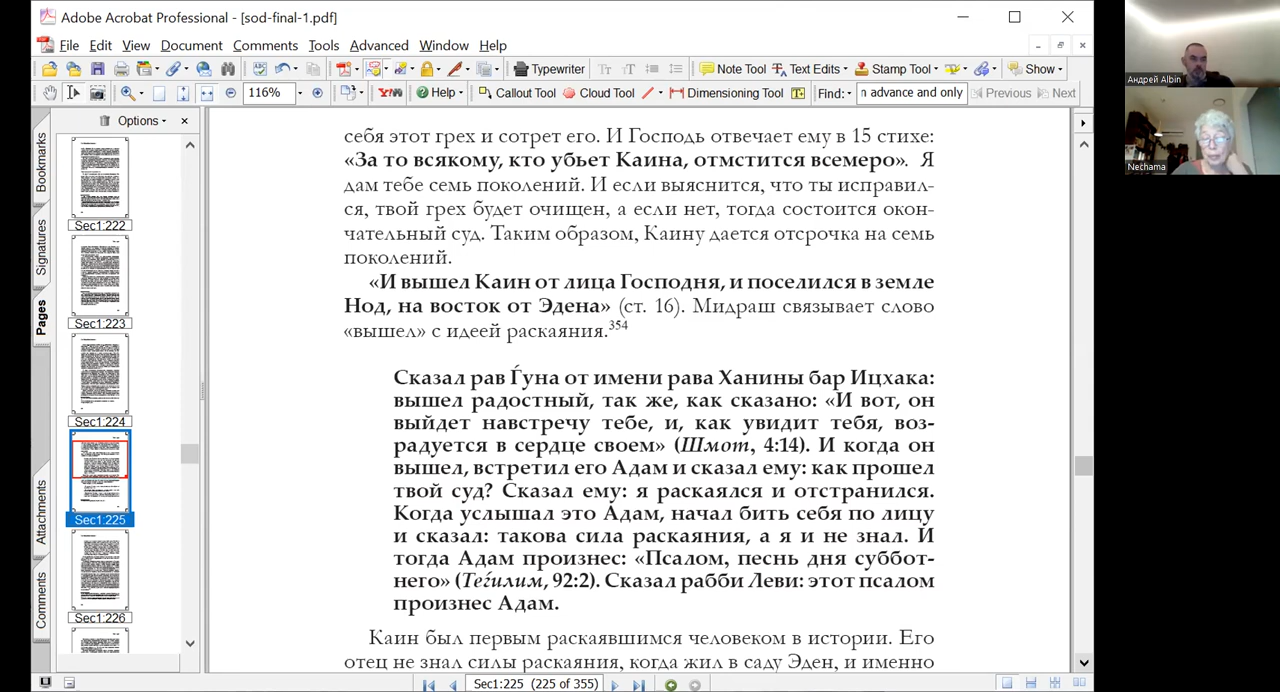 Adobe Acrobat Professional - [sod-final-1.pdf]
File Edit View Document Comments Tools Advanced Window Help
Typewriter Note Tool Text Edits Stamp Tool Show
116% Help Callout Tool Cloud Tool Dimensioning Tool Find: n advance and only Previous Next
Options
Bookmarks
Signatures
Pages
Attachments
Comments
Sec1:222
Sec1:223
Sec1:224
Sec1:225
Sec1:226
себя этот грех и сотрет его. И Господь отвечает ему в 15 стихе:
«За то всякому, кто убьет Каина, отмстится всемеро». Я
дам тебе семь поколений. И если выяснится, что ты исправил-
ся, твой грех будет очищен, а если нет, тогда состоится окон-
чательный суд. Таким образом, Каину дается отсрочка на семь
поколений.
«И вышел Каин от лица Господня, и поселился в земле
Нод, на восток от Эдена» (ст. 16). Мидраш связывает слово
«вышел» с идеей раскаяния.354
Сказал рав Ѓуна от имени рава Ханины бар Ицхака:
вышел радостный, так же, как сказано: «И вот, он
выйдет навстречу тебе, и, как увидит тебя, воз-
радуется в сердце своем» (Шмот, 4:14). И когда он
вышел, встретил его Адам и сказал ему: как прошел
твой суд? Сказал ему: я раскаялся и отстранился.
Когда услышал это Адам, начал бить себя по лицу
и сказал: такова сила раскаяния, а я и не знал. И
тогда Адам произнес: «Псалом, песнь дня суббот-
него» (Теѓилим, 92:2). Сказал рабби Леви: этот псалом
произнес Адам.
Каин был первым раскаявшимся человеком в истории. Его
отец не знал силы раскаяния, когда жил в саду Эден, и именно
Sec1:225 (225 of 355)
Андрей Albin
Nechama